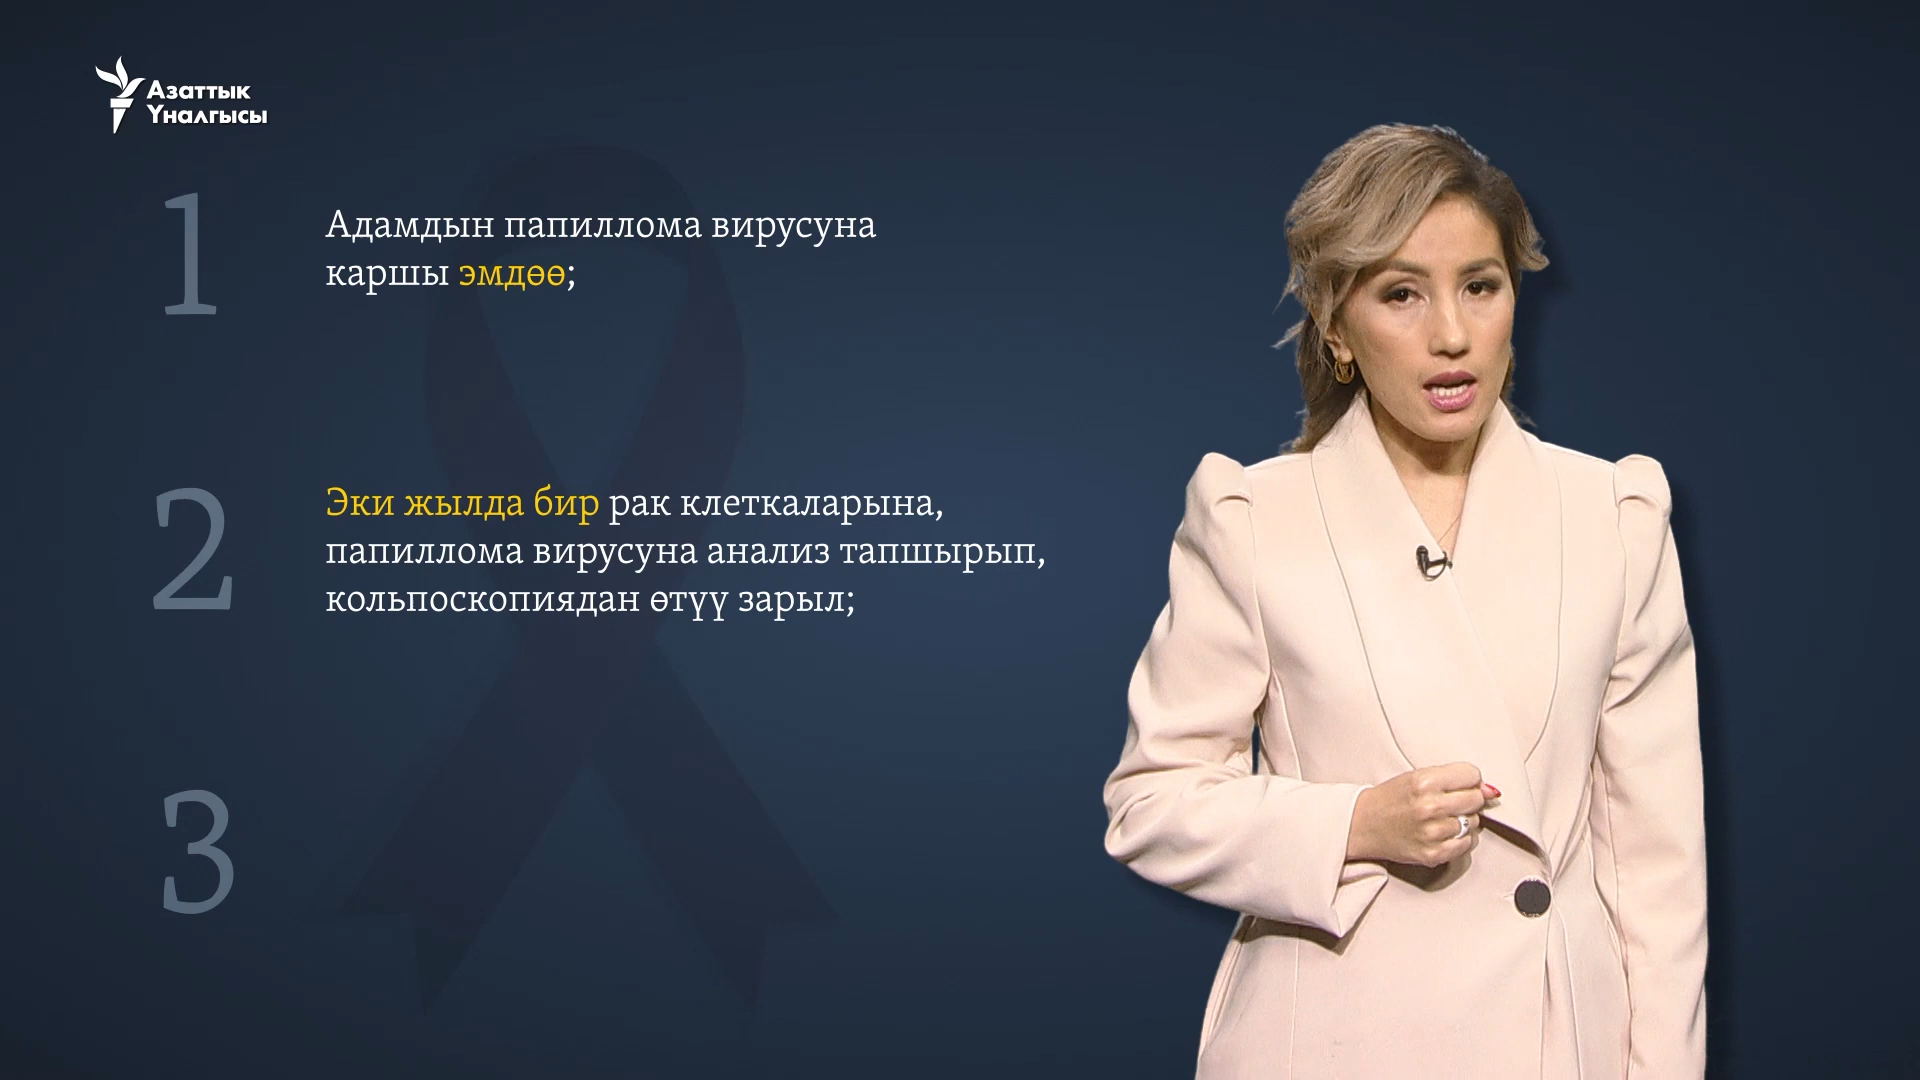 Азаттык
Үналгысы
1
Адамдын папиллома вирусуна
каршы эмдөө;
2
Эки жылда бир рак клеткаларына,
папиллома вирусуна анализ тапшырып,
кольпоскопиядан өтүү зарыл;
3